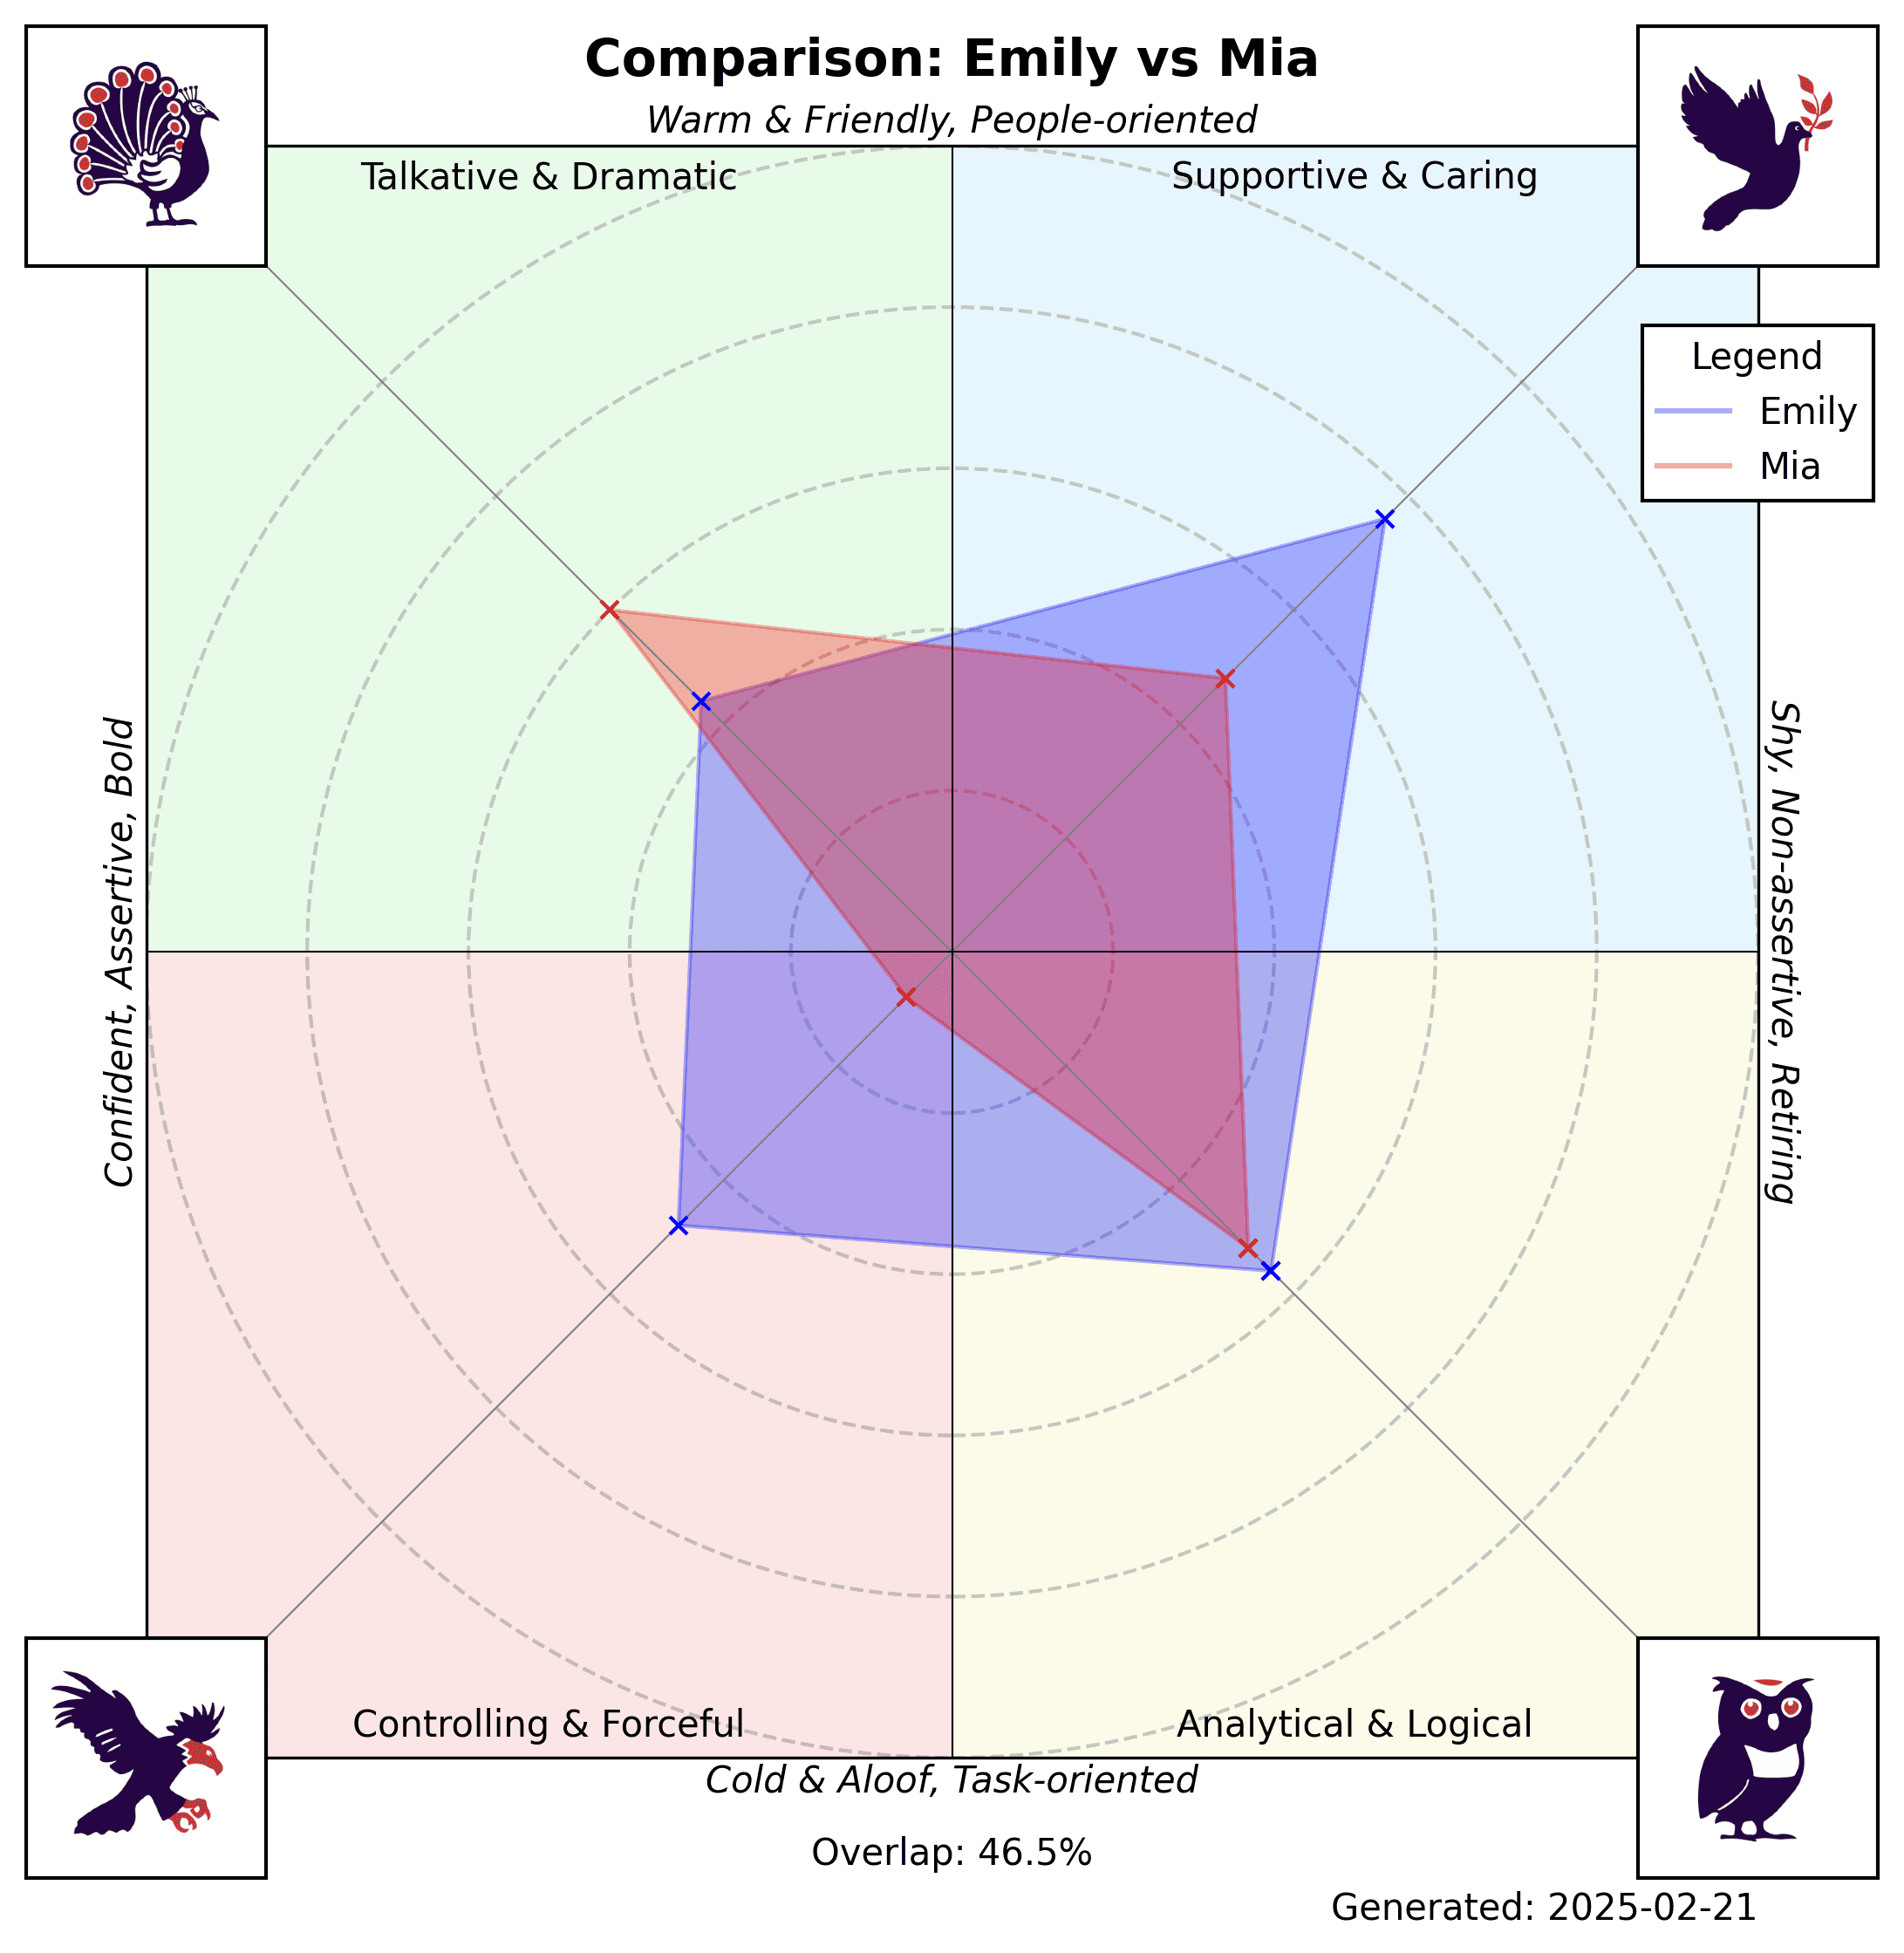 Comparison: Emily vs Mia
Warm & Friendly, People-oriented
Talkative & Dramatic
Supportive & Caring
Legend
Emily
Mia
Confident, Assertive, Bold
Shy, Non-assertive, Retiring
Controlling & Forceful
Analytical & Logical
Cold & Aloof, Task-oriented
Overlap: 46.5%
Generated: 2025-02-21